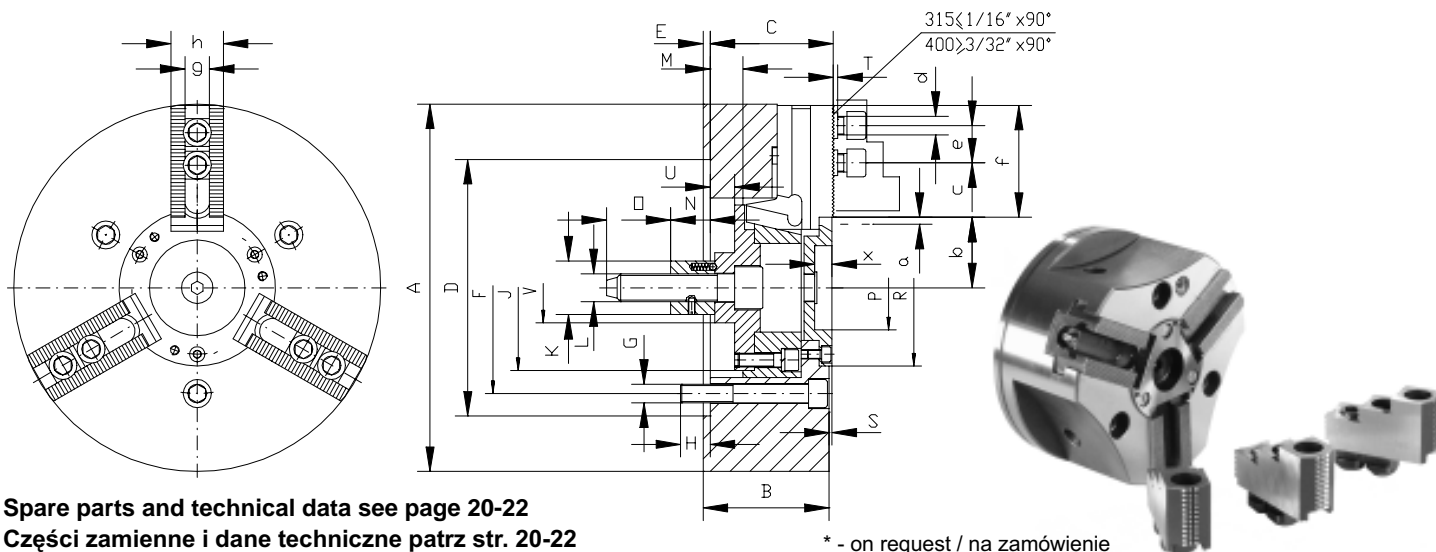 h
g
E
C
M
315≤1/16" x90°
400≥3/32" x90°
T
d
e
f
c
U
O
N
b
a
x
A
D
F
J
V
K
L
G
P
R
S
H
B
Spare parts and technical data see page 20-22
Części zamienne i dane techniczne patrz str. 20-22
* - on request / na zamówienie